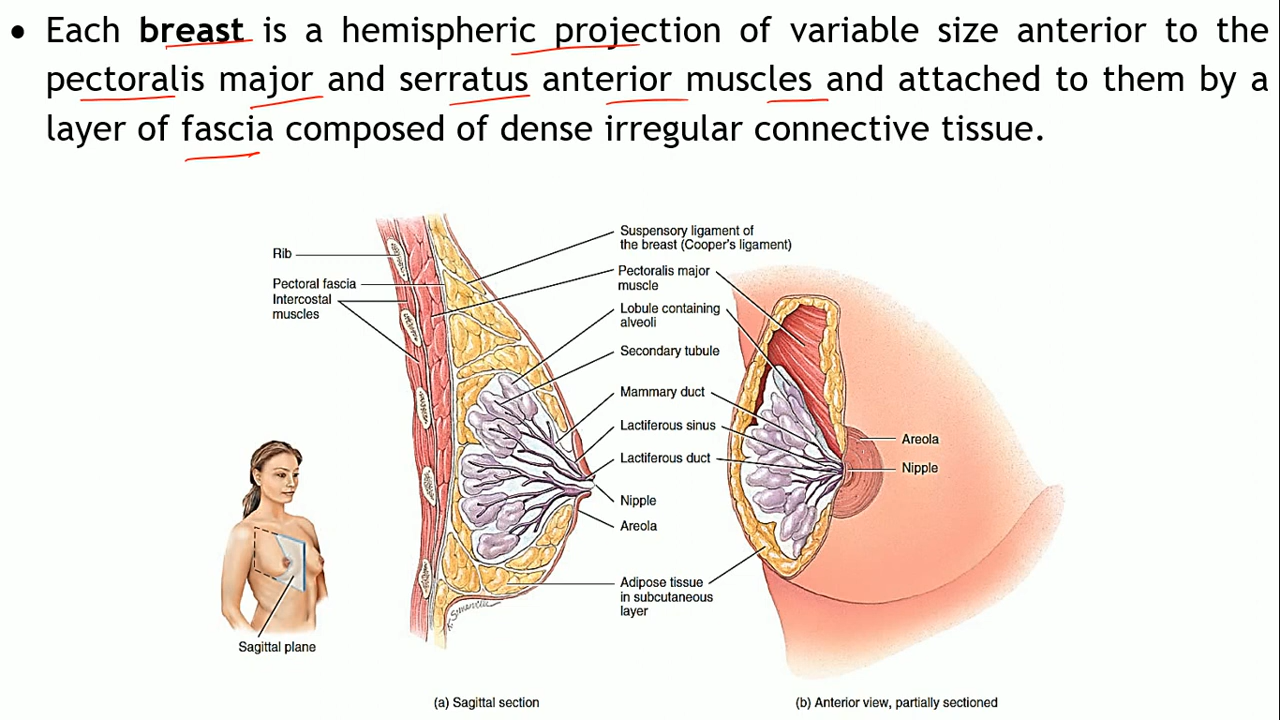 • Each breast is a hemispheric projection of variable size anterior to the
pectoralis major and serratus anterior muscles and attached to them by a
layer of fascia composed of dense irregular connective tissue.
Rib
Pectoral fascia
Intercostal
muscles
Suspensory ligament of
the breast (Cooper's ligament)
Pectoralis major
muscle
Lobule containing
alveoli
Secondary tubule
Mammary duct
Lactiferous sinus
Lactiferous duct
Nipple
Areola
Adipose tissue
in subcutaneous
layer
Areola
Nipple
Sagittal plane
(a) Sagittal section
(b) Anterior view, partially sectioned